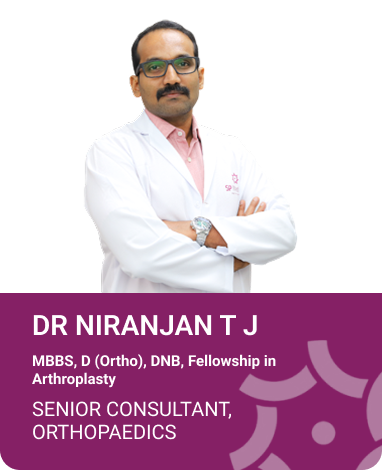 DR NIRANJAN T J
MBBS, D (Ortho), DNB, Fellowship in
Arthroplasty
SENIOR CONSULTANT,
ORTHOPAEDICS